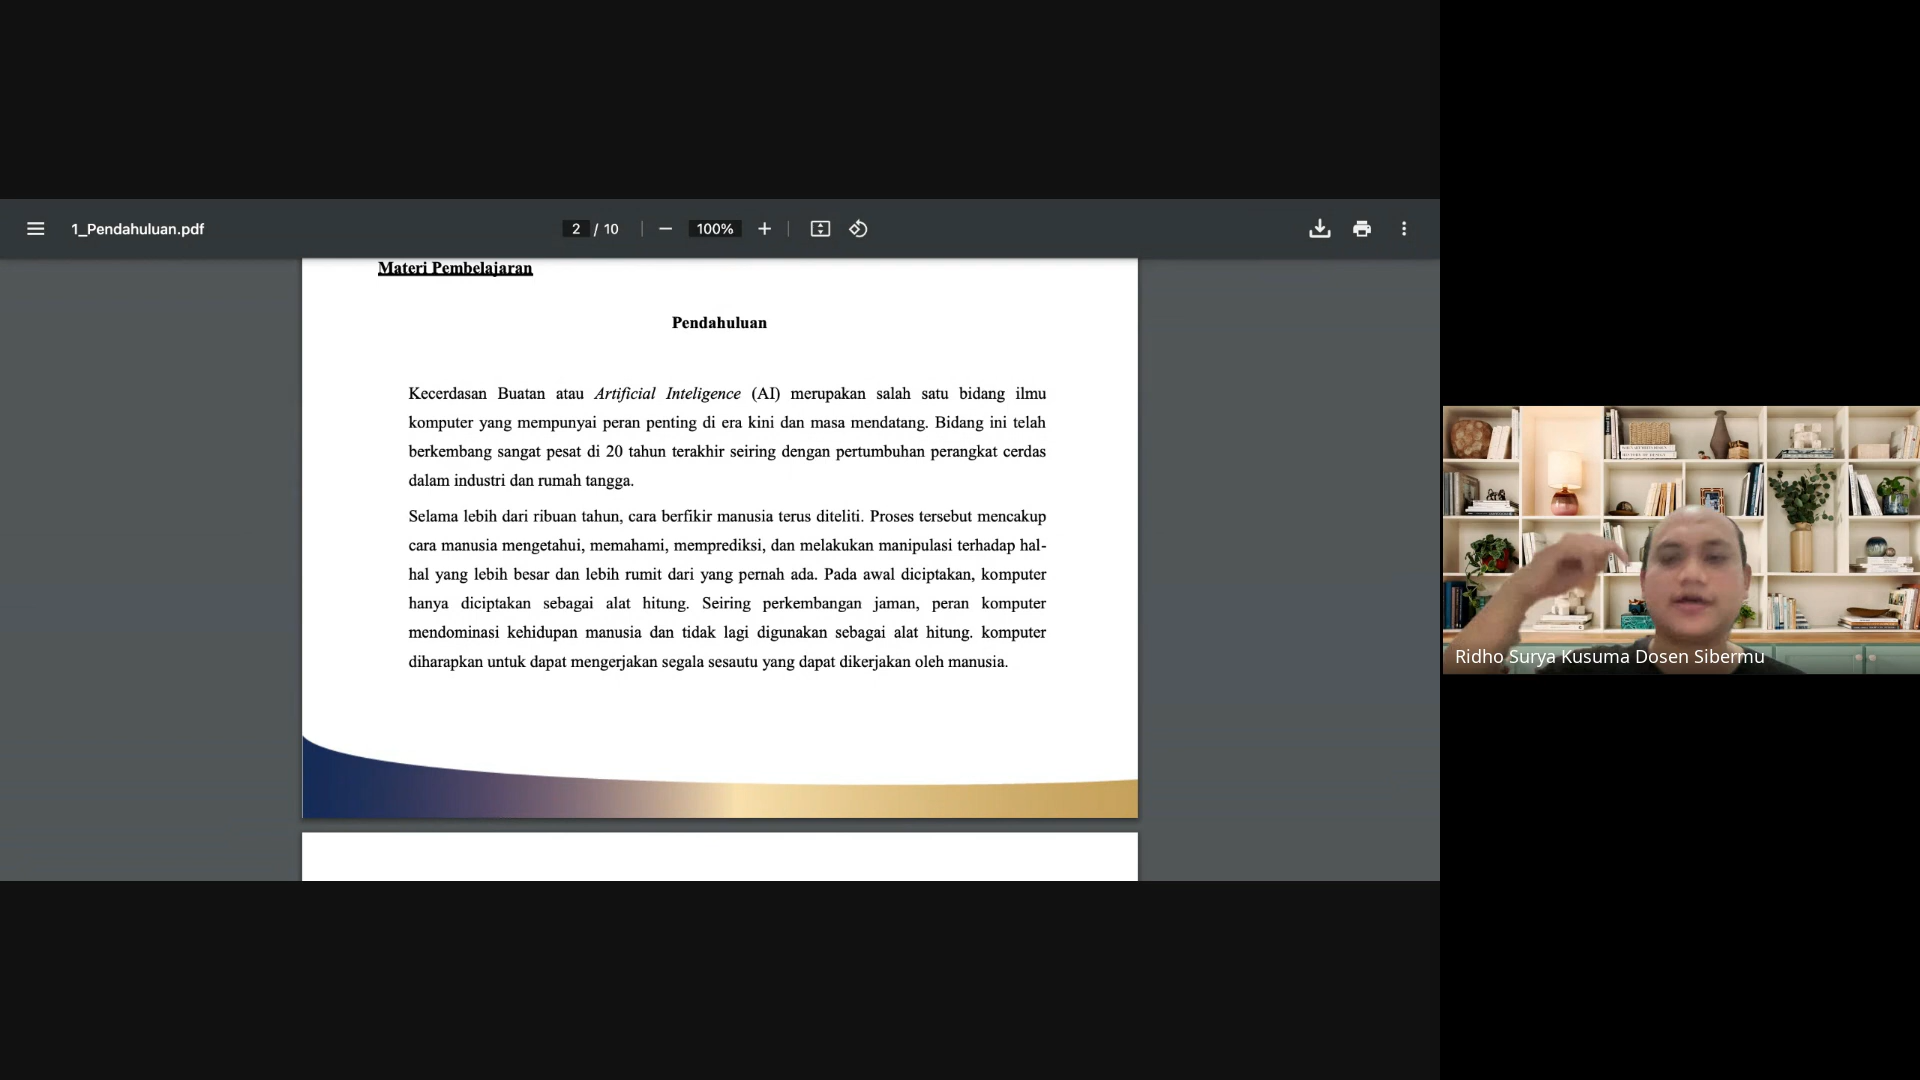 1_Pendahuluan.pdf
2 / 10
100%
Materi Pembelajaran
Pendahuluan
Kecerdasan Buatan atau Artificial Inteligence (AI) merupakan salah satu bidang ilmu
komputer yang mempunyai peran penting di era kini dan masa mendatang. Bidang ini telah
berkembang sangat pesat di 20 tahun terakhir seiring dengan pertumbuhan perangkat cerdas
dalam industri dan rumah tangga.
Selama lebih dari ribuan tahun, cara berfikir manusia terus diteliti. Proses tersebut mencakup
cara manusia mengetahui, memahami, memprediksi, dan melakukan manipulasi terhadap hal-
hal yang lebih besar dan lebih rumit dari yang pernah ada. Pada awal diciptakan, komputer
hanya diciptakan sebagai alat hitung. Seiring perkembangan jaman, peran komputer
mendominasi kehidupan manusia dan tidak lagi digunakan sebagai alat hitung. komputer
diharapkan untuk dapat mengerjakan segala sesautu yang dapat dikerjakan oleh manusia.
Ridho Surya Kusuma Dosen Sibermu